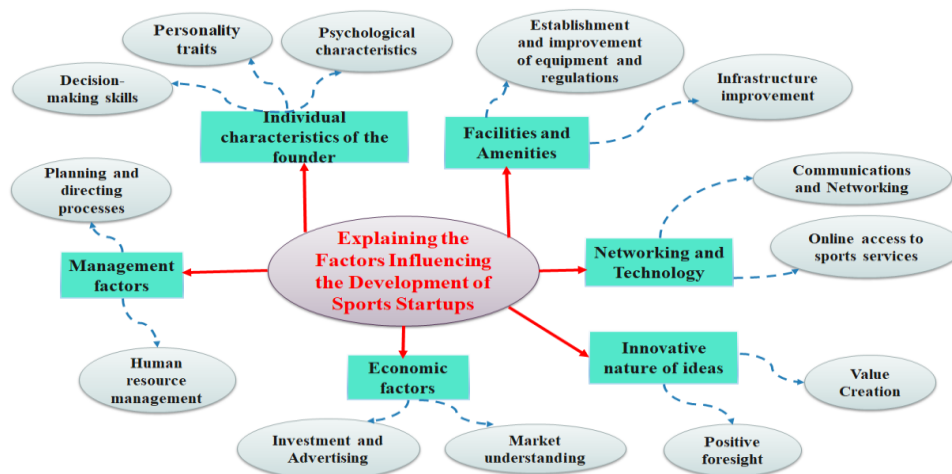 Personality
traits
Psychological
characteristics
Establishment
and improvement
of equipment and
regulations
Decision-
making skills
Infrastructure
improvement
Individual
characteristics of the
founder
Facilities and
Amenities
Planning and
directing
processes
Communications
and Networking
Explaining the
Factors Influencing
the Development of
Sports Startups
Management
factors
Networking and
Technology
Online access to
sports services
Human
resource
management
Economic
factors
Innovative
nature of ideas
Value
Creation
Investment and
Advertising
Market
understanding
Positive
foresight